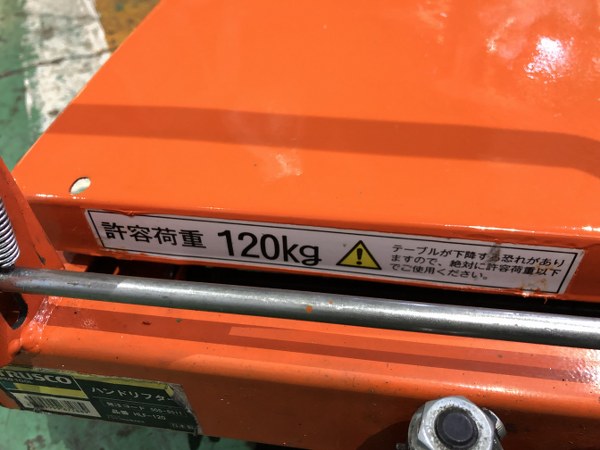 許容荷重 120kg
テーブルが下降する恐れがあり
ますので、絶対に許容荷重以下
でご使用ください。
ハンドリフター